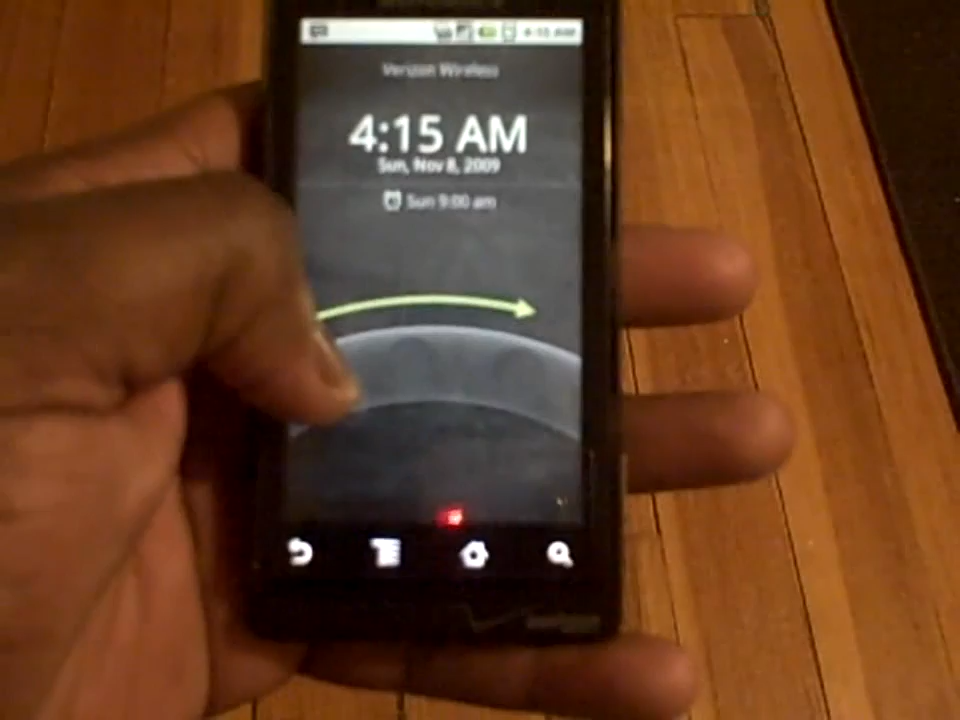 4:15 AM
Verizon Wireless
4:15 AM
Sun, Nov 8, 2009
Sun 9:00 am